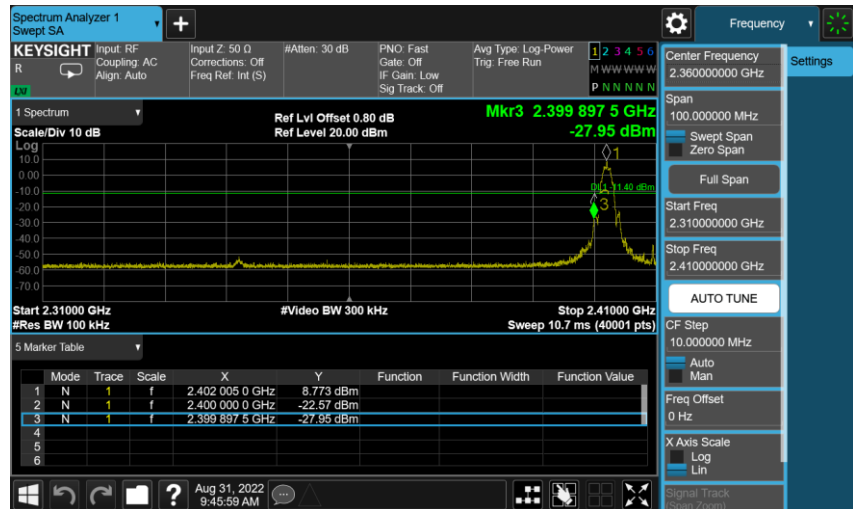 Spectrum Analyzer 1
Swept SA
+
Frequency
KEYSIGHT
R
LXI
Input: RF
Coupling: AC
Align: Auto
Input Z: 50 Ω
Corrections: Off
Freq Ref: Int (S)
#Atten: 30 dB
PNO: Fast
Gate: Off
IF Gain: Low
Sig Track: Off
Avg Type: Log-Power
Trig: Free Run
1 2 3 4 5 6
M W W W W W
P N N N N N
1 Spectrum
Scale/Div 10 dB
Ref Lvl Offset 0.80 dB
Ref Level 20.00 dBm
Mkr3 2.399 897 5 GHz
-27.95 dBm
Log
10.0
0.00
-10.0
-20.0
-30.0
-40.0
-50.0
-60.0
-70.0
1
DL1 -11.40 dBm
3
Start 2.31000 GHz
#Res BW 100 kHz
#Video BW 300 kHz
Stop 2.41000 GHz
Sweep 10.7 ms (40001 pts)
5 Marker Table
Mode Trace Scale X Y Function Function Width Function Value
1 N 1 f 2.402 005 0 GHz 8.773 dBm
2 N 1 f 2.400 000 0 GHz -22.57 dBm
3 N 1 f 2.399 897 5 GHz -27.95 dBm
4
5
6
?
Aug 31, 2022
9:45:59 AM
Center Frequency
2.360000000 GHz
Span
100.000000 MHz
Swept Span
Zero Span
Full Span
Start Freq
2.310000000 GHz
Stop Freq
2.410000000 GHz
AUTO TUNE
CF Step
10.000000 MHz
Auto
Man
Freq Offset
0 Hz
X Axis Scale
Log
Lin
Signal Track
(Span Zoom)
Settings